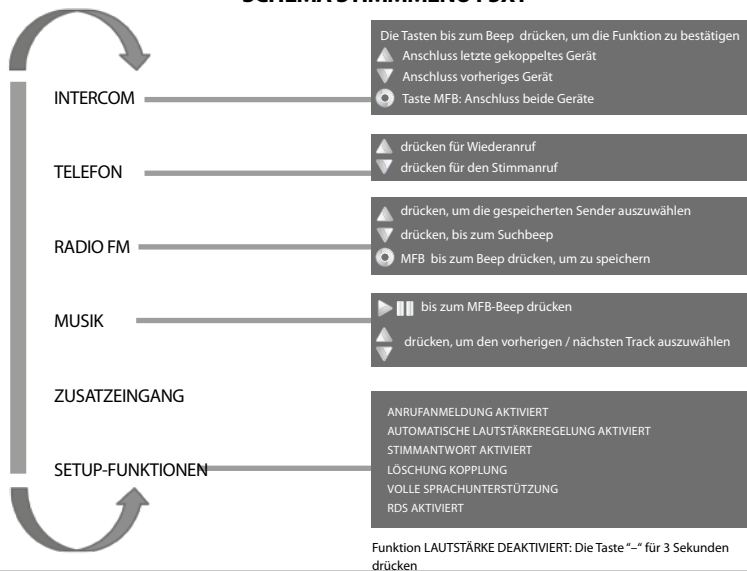 Die Tasten bis zum Beep drücken, um die Funktion zu bestätigen
Anschluss letzte gekoppeltes Gerät
Anschluss vorheriges Gerät
INTERCOM
Taste MFB: Anschluss beide Geräte
drücken für Wiederanruf
TELEFON
drücken für den Stimmanruf
drücken, um die gespeicherten Sender auszuwählen
drücken, bis zum Suchbeep
RADIO FM
MFB bis zum Beep drücken, um zu speichern
bis zum MFB-Beep drücken
MUSIK
drücken, um den vorherigen / nächsten Track auszuwählen
ZUSATZEINGANG
ANRUFANMELDUNG AKTIVIERT
AUTOMATISCHE LAUTSTÄRKEREGELUNG AKTIVIERT
STIMMANTWORT AKTIVIERT
SETUP-FUNKTIONEN
LÖSCHUNG KOPPLUNG
VOLLE SPRACHUNTERSTÜTZUNG
RDS AKTIVIERT
Funktion LAUTSTÄRKE DEAKTIVIERT: Die Taste "–" für 3 Sekunden
drücken